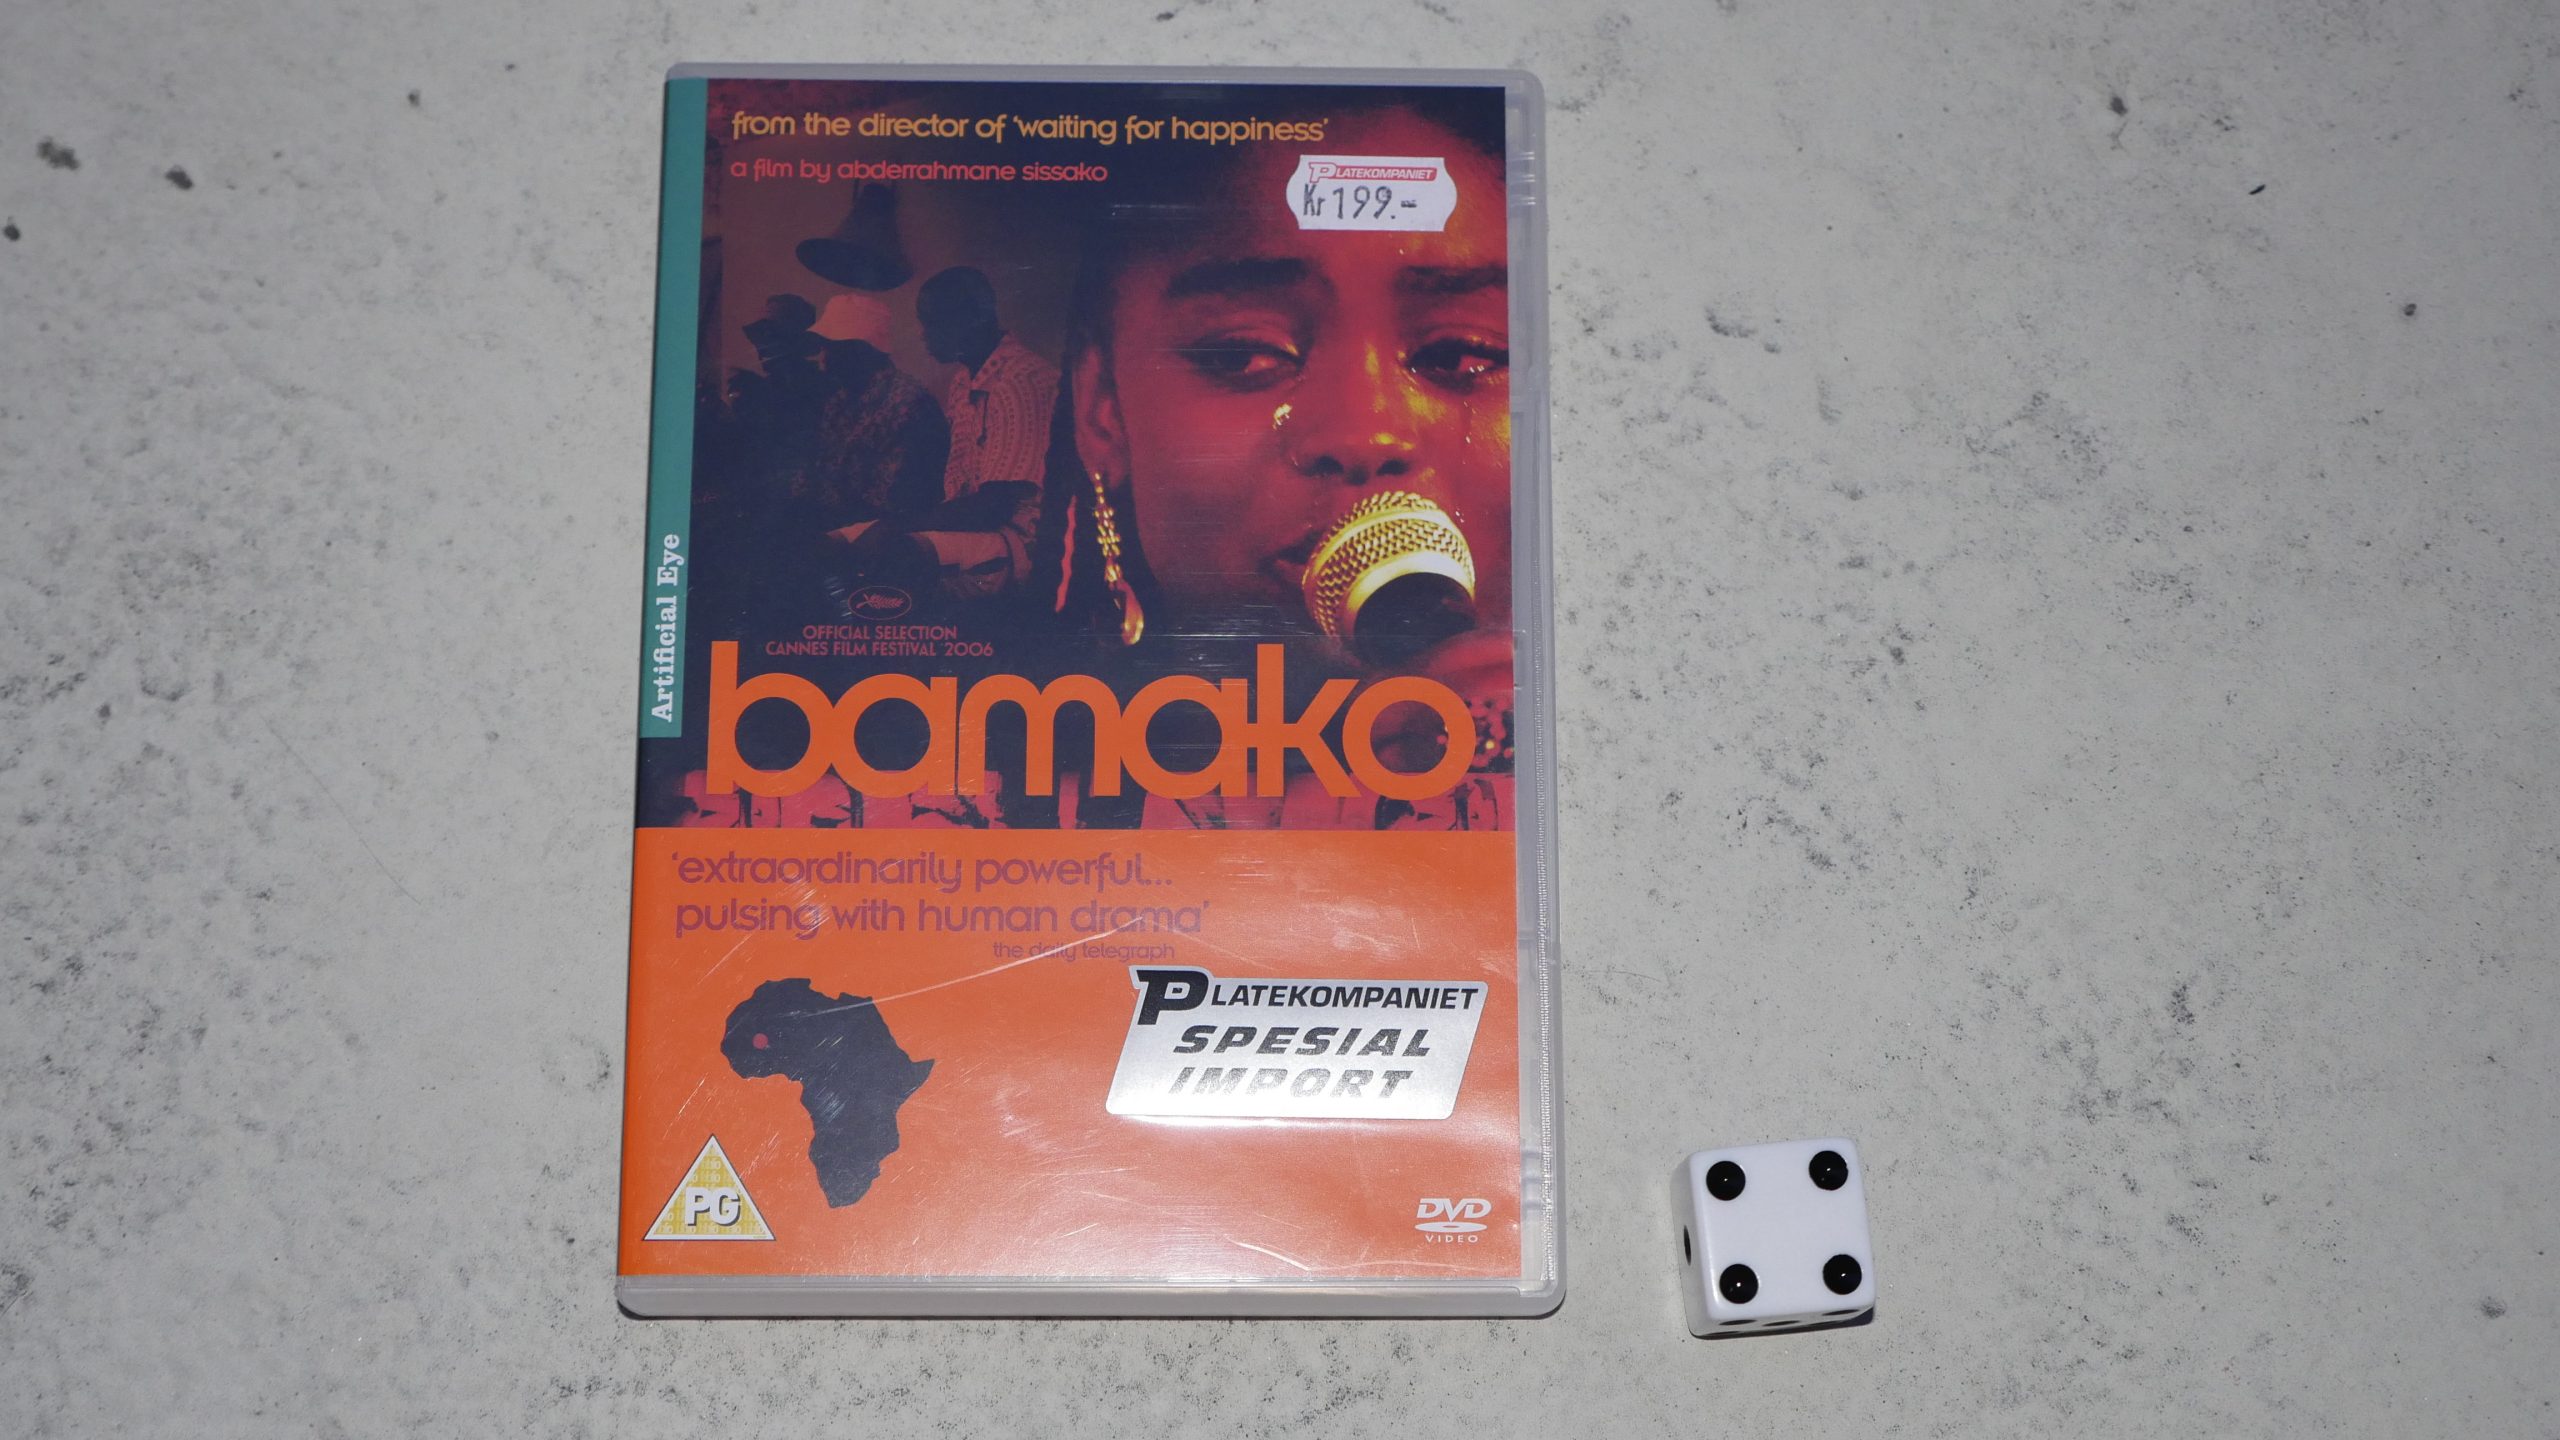 from the director of 'waiting for happiness'
a film by abderrahmane sissako
PLATEKOMPANIET
Kr 199.-
Artificial Eye
OFFICIAL SELECTION
CANNES FILM FESTIVAL 2006
bamako
'extraordinarily powerful...
pulsing with human drama'
the daily telegraph
PLATEKOMPANIET
SPESIAL
IMPORT
PG
DVD
VIDEO